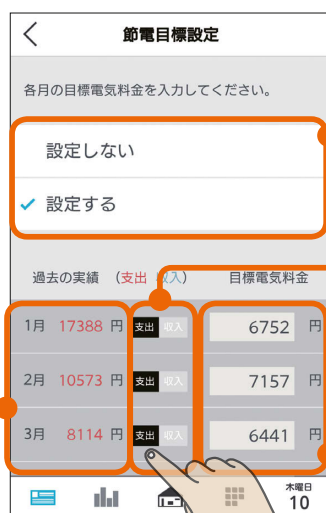 節電目標設定
各月の目標電気料金を入力してください。
設定しない
設定する
過去の実績 （支出 収入） 目標電気料金
1月 17388 円 支出 収入 6752 円
2月 10573 円 支出 収入 7157 円
3月 8114 円 支出 収入 6441 円
木曜日
10